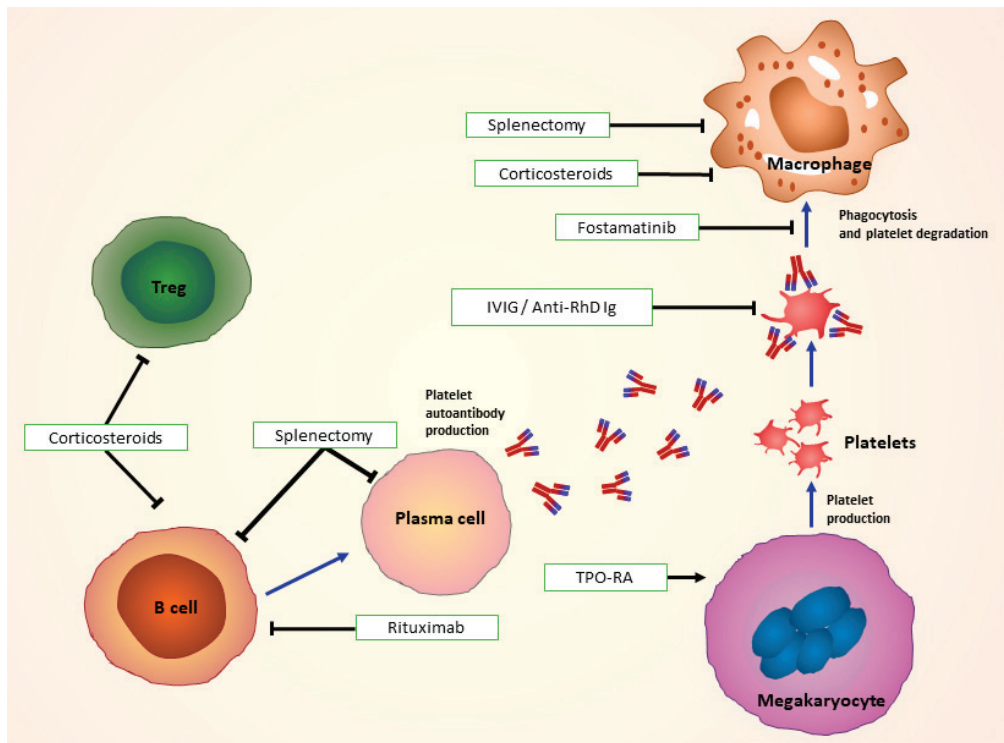 Splenectomy
Macrophage
Corticosteroids
Fostamatinib
Phagocytosis
and platelet degradation
Treg
IVIG / Anti-RhD Ig
Platelet
autoantibody
production
Corticosteroids
Splenectomy
Platelets
Plasma cell
Platelet
production
TPO-RA
B cell
Rituximab
Megakaryocyte